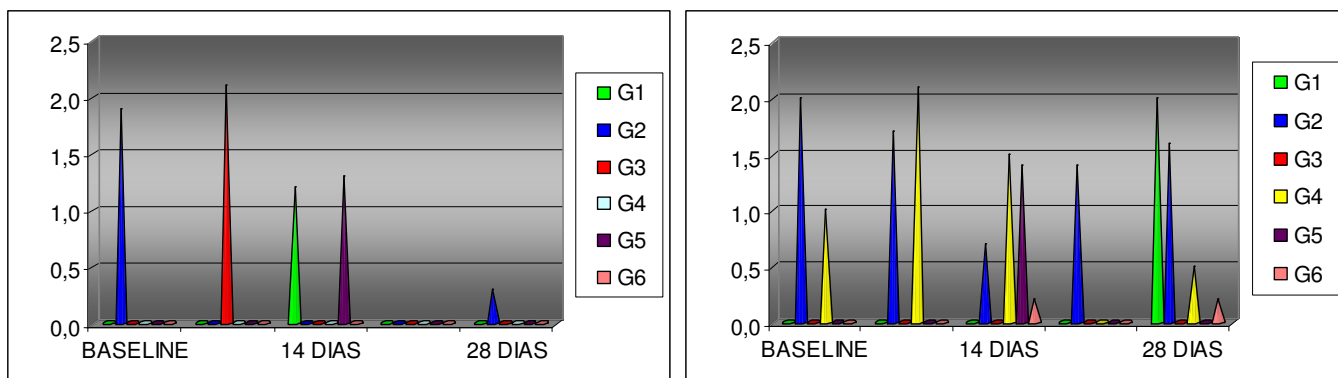 2,5
2,0
1,5
1,0
0,5
0,0
BASELINE 14 DIAS 28 DIAS
G1
G2
G3
G4
G5
G6
2,5
2,0
1,5
1,0
0,5
0,0
BASELINE 14 DIAS 28 DIAS
G1
G2
G3
G4
G5
G6